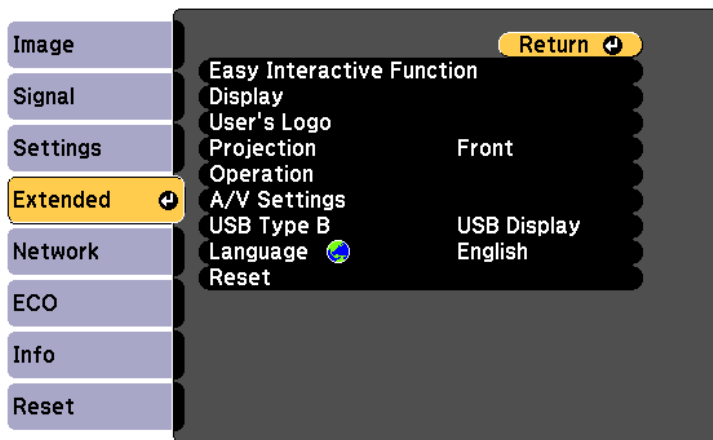 Image
Signal
Settings
Extended
Network
ECO
Info
Reset
Return
Easy Interactive Function
Display
User's Logo
Projection Front
Operation
A/V Settings
USB Type B USB Display
Language English
Reset